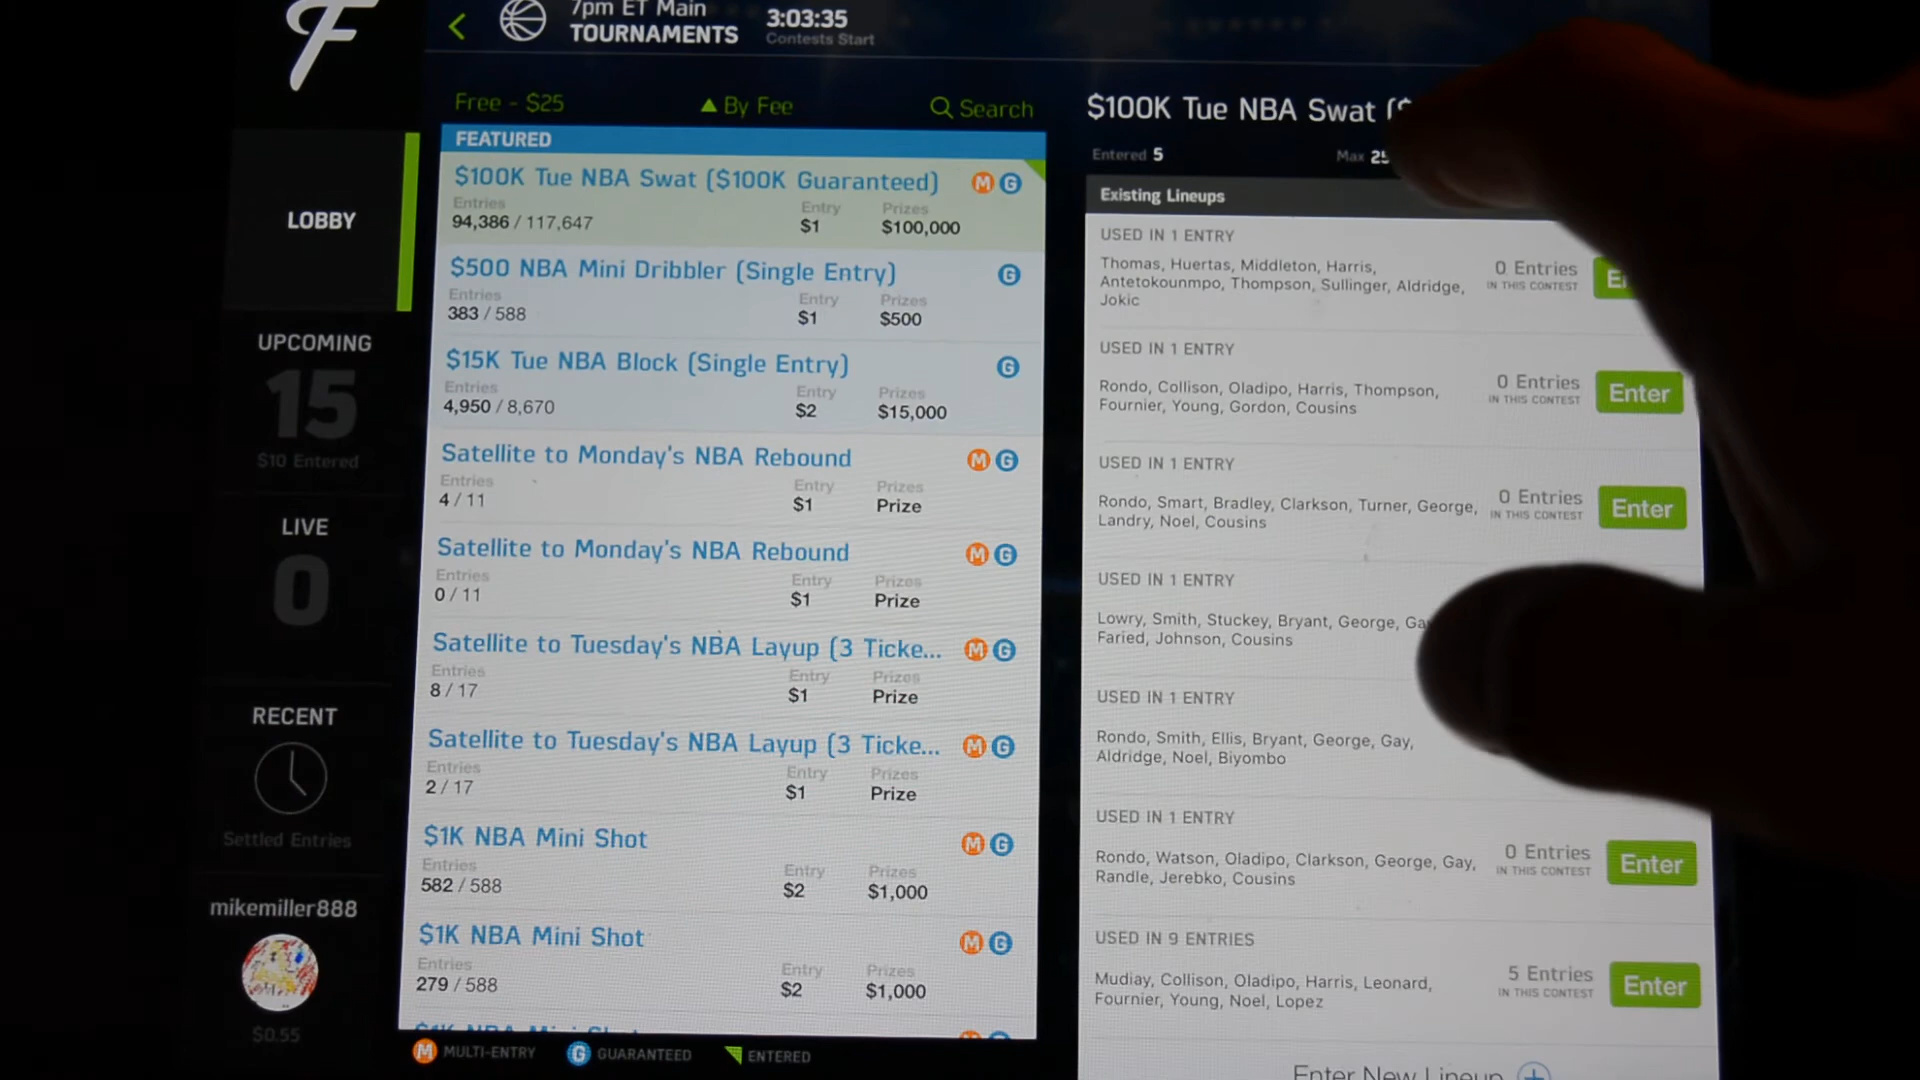 7pm ET Main
TOURNAMENTS
3:03:35
Contests Start
Free - $25
By Fee
Search
FEATURED
$100K Tue NBA Swat ($100K Guaranteed)
M G
Entries
94,386 / 117,647
Entry
$1
Prizes
$100,000
$500 NBA Mini Dribbler (Single Entry)
G
Entries
383 / 588
Entry
$1
Prizes
$500
$15K Tue NBA Block (Single Entry)
G
Entries
4,950 / 8,670
Entry
$2
Prizes
$15,000
Satellite to Monday's NBA Rebound
M G
Entries
4 / 11
Entry
$1
Prizes
Prize
Satellite to Monday's NBA Rebound
M G
Entries
0 / 11
Entry
$1
Prizes
Prize
Satellite to Tuesday's NBA Layup (3 Ticke...
M G
Entries
8 / 17
Entry
$1
Prizes
Prize
Satellite to Tuesday's NBA Layup (3 Ticke...
M G
Entries
2 / 17
Entry
$1
Prizes
Prize
$1K NBA Mini Shot
M G
Entries
582 / 588
Entry
$2
Prizes
$1,000
$1K NBA Mini Shot
M G
Entries
279 / 588
Entry
$2
Prizes
$1,000
$1K NBA Mini Shot
M MULTI-ENTRY
G GUARANTEED
ENTERED
F
LOBBY
UPCOMING
15
$10 Entered
LIVE
0
RECENT
Settled Entries
mikemiller888
$0.55
$100K Tue NBA Swat ($
Entered 5
Max 25
Existing Lineups
USED IN 1 ENTRY
Thomas, Huertas, Middleton, Harris,
Antetokounmpo, Thompson, Sullinger, Aldridge,
Jokic
0 Entries
IN THIS CONTEST
USED IN 1 ENTRY
Rondo, Collison, Oladipo, Harris, Thompson,
Fournier, Young, Gordon, Cousins
0 Entries
IN THIS CONTEST
Enter
USED IN 1 ENTRY
Rondo, Smart, Bradley, Clarkson, Turner, George,
Landry, Noel, Cousins
0 Entries
IN THIS CONTEST
Enter
USED IN 1 ENTRY
Lowry, Smith, Stuckey, Bryant, George, Ga
Faried, Johnson, Cousins
USED IN 1 ENTRY
Rondo, Smith, Ellis, Bryant, George, Gay,
Aldridge, Noel, Biyombo
USED IN 1 ENTRY
Rondo, Watson, Oladipo, Clarkson, George, Gay,
Randle, Jerebko, Cousins
0 Entries
IN THIS CONTEST
Enter
USED IN 9 ENTRIES
Mudiay, Collison, Oladipo, Harris, Leonard,
Fournier, Young, Noel, Lopez
5 Entries
IN THIS CONTEST
Enter
Enter New Lineup